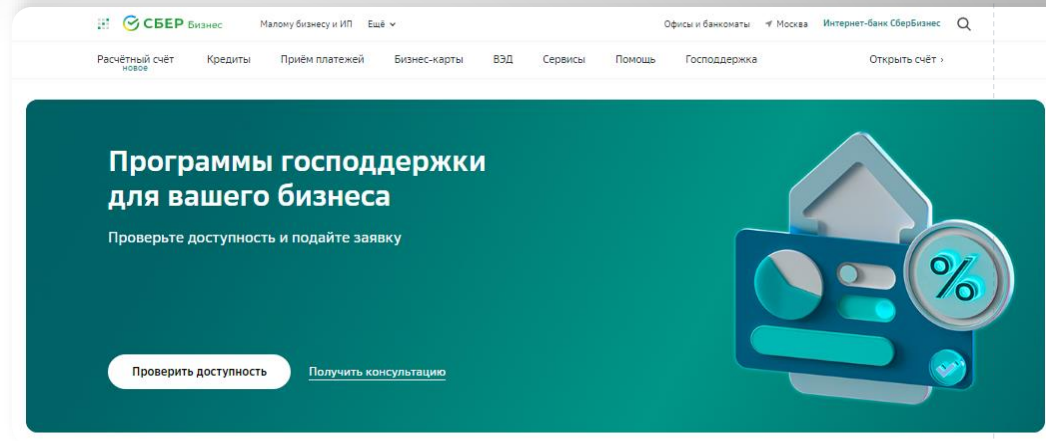 СБЕР Бизнес Малому бизнесу и ИП Ещё Офисы и банкоматы Москва Интернет-банк СберБизнес
Расчётный счёт Кредиты Приём платежей Бизнес-карты ВЭД Сервисы Помощь Господдержка Открыть счёт ›
новое
Программы господдержки
для вашего бизнеса
Проверьте доступность и подайте заявку
%
Проверить доступность Получить консультацию